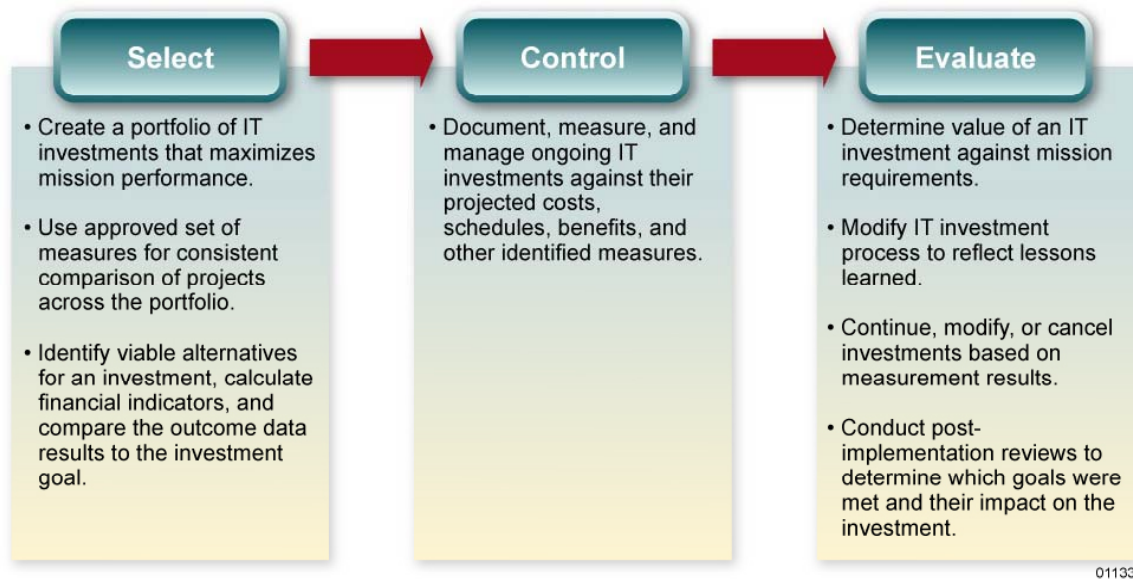 Select
• Create a portfolio of IT
investments that maximizes
mission performance.
• Use approved set of
measures for consistent
comparison of projects
across the portfolio.
• Identify viable alternatives
for an investment, calculate
financial indicators, and
compare the outcome data
results to the investment
goal.
Control
• Document, measure, and
manage ongoing IT
investments against their
projected costs,
schedules, benefits, and
other identified measures.
Evaluate
• Determine value of an IT
investment against mission
requirements.
• Modify IT investment
process to reflect lessons
learned.
• Continue, modify, or cancel
investments based on
measurement results.
• Conduct post-
implementation reviews to
determine which goals were
met and their impact on the
investment.
01133